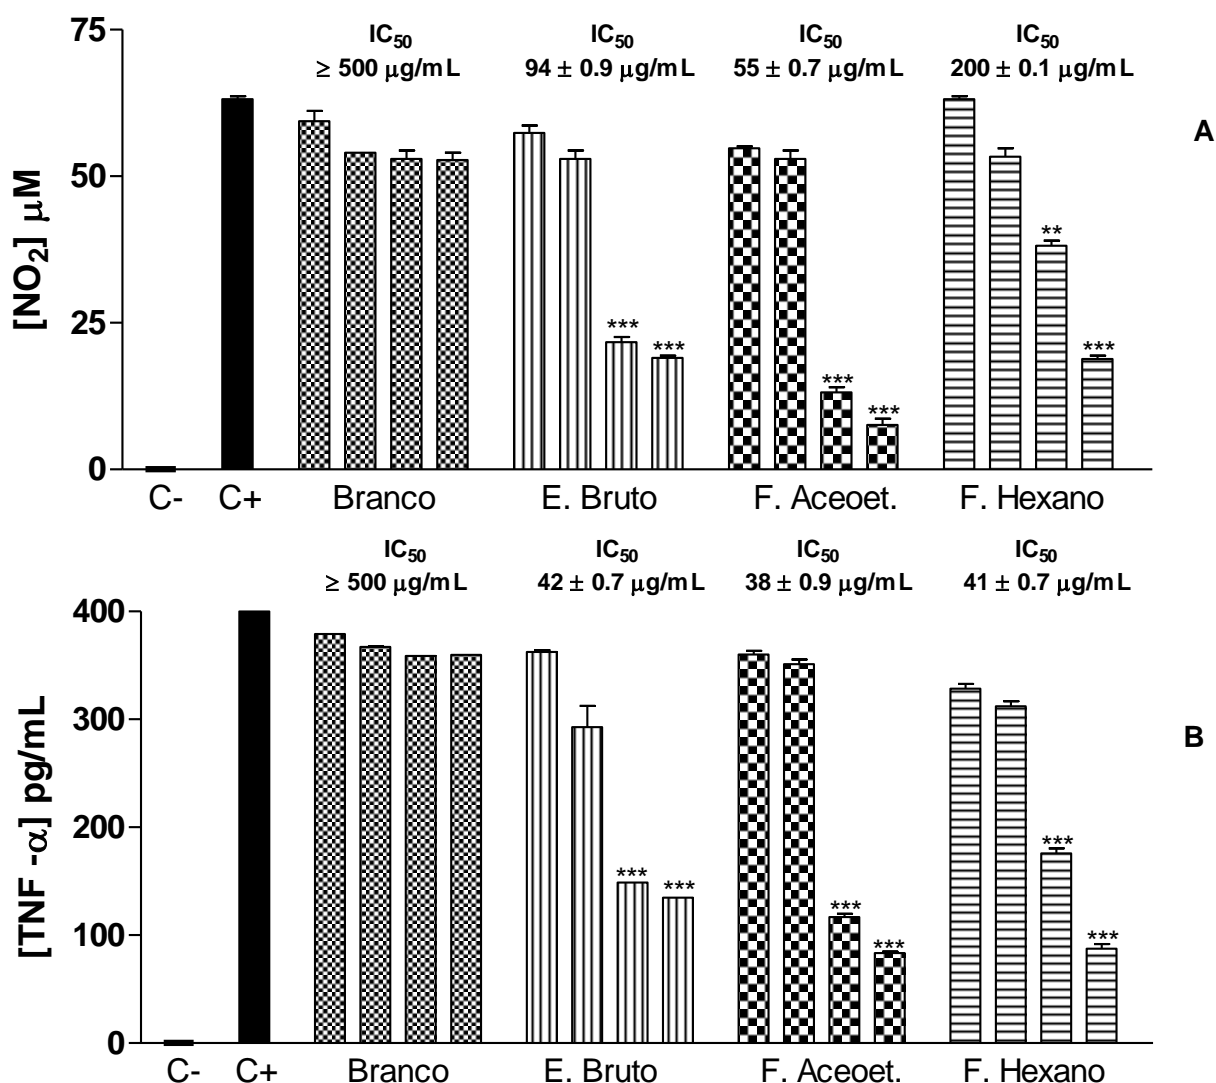 75
IC50 IC50 IC50 IC50
≥ 500 μg/mL 94 ± 0.9 μg/mL 55 ± 0.7 μg/mL 200 ± 0.1 μg/mL
A
50
[NO2] μM
**
25
*** *** *** *** ***
0
C- C+ Branco E. Bruto F. Aceoet. F. Hexano
IC50 IC50 IC50 IC50
≥ 500 μg/mL 42 ± 0.7 μg/mL 38 ± 0.9 μg/mL 41 ± 0.7 μg/mL
400
300
B
[TNF -α] pg/mL
200
*** *** *** *** *** ***
100
0
C- C+ Branco E. Bruto F. Aceoet. F. Hexano